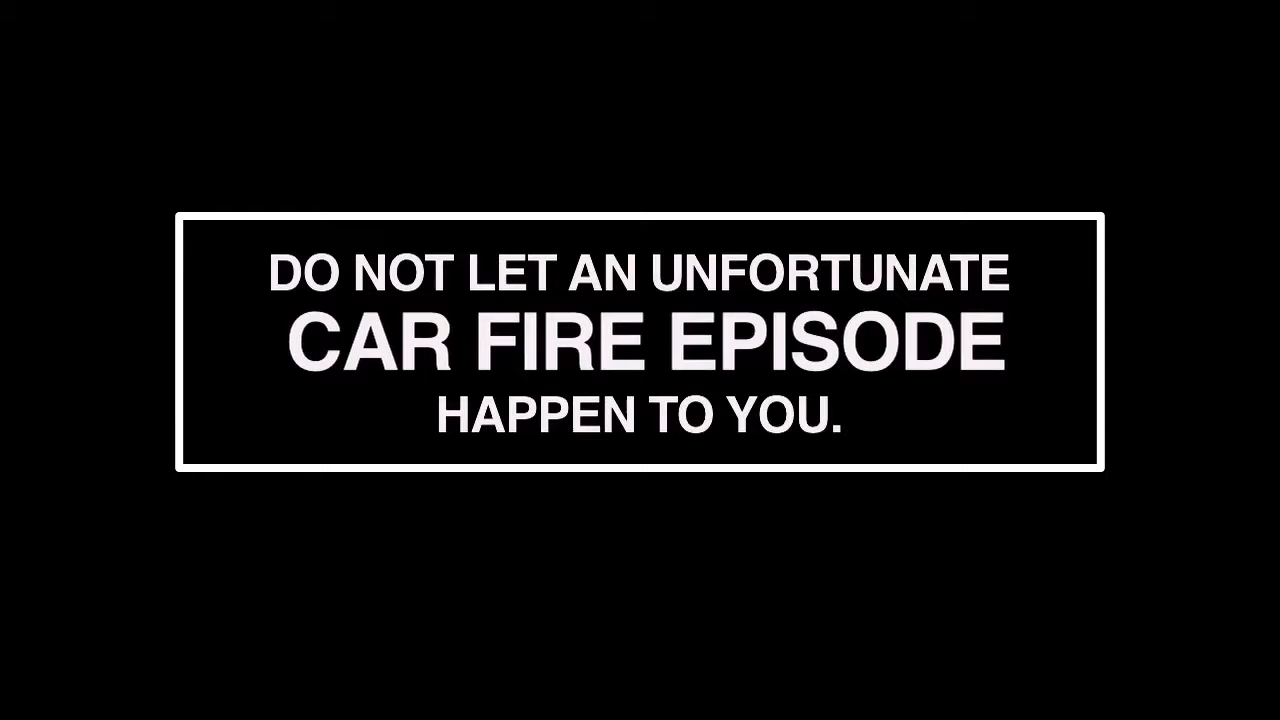 DO NOT LET AN UNFORTUNATE
CAR FIRE EPISODE
HAPPEN TO YOU.